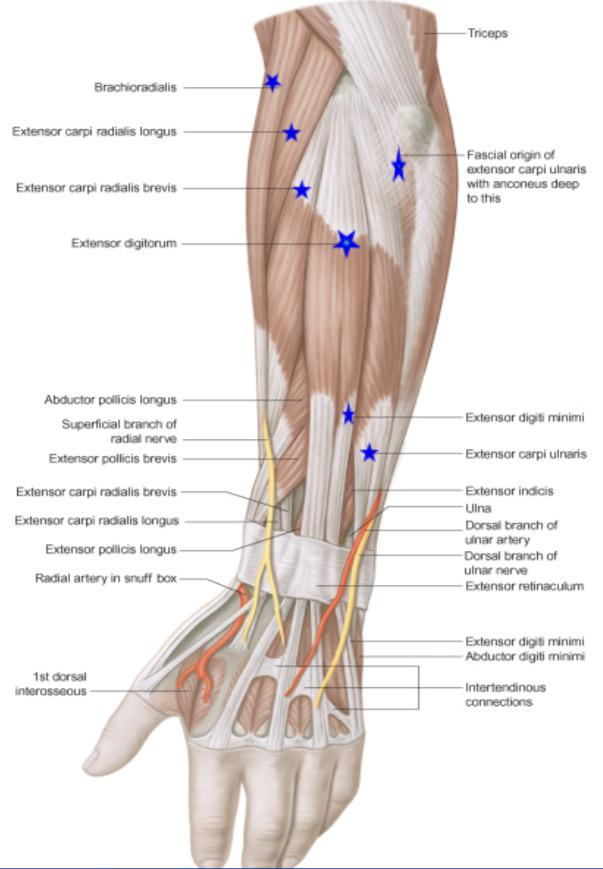 Triceps
Brachioradialis
Extensor carpi radialis longus
Fascial origin of
extensor carpi ulnaris
with anconeus deep
to this
Extensor carpi radialis brevis
Extensor digitorum
Abductor pollicis longus
Extensor digiti minimi
Superficial branch of
radial nerve
Extensor pollicis brevis
Extensor carpi ulnaris
Extensor carpi radialis brevis
Extensor indicis
Ulna
Extensor carpi radialis longus
Dorsal branch of
ulnar artery
Extensor pollicis longus
Dorsal branch of
ulnar nerve
Radial artery in snuff box
Extensor retinaculum
Extensor digiti minimi
Abductor digiti minimi
1st dorsal
interosseous
Intertendinous
connections